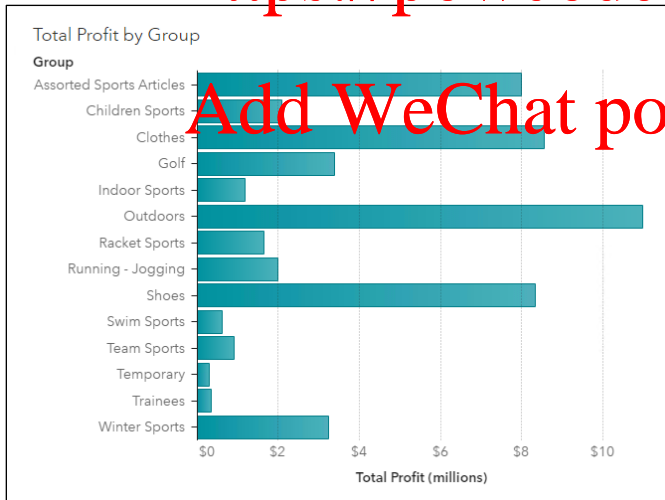 Total Profit by Group
Group
Assorted Sports Articles
Children Sports
Add WeChat po
Clothes
Golf
Indoor Sports
Outdoors
Racket Sports
Running - Jogging
Shoes
Swim Sports
Team Sports
Temporary
Trainees
Winter Sports
$0 $2 $4 $6 $8 $10
Total Profit (millions)